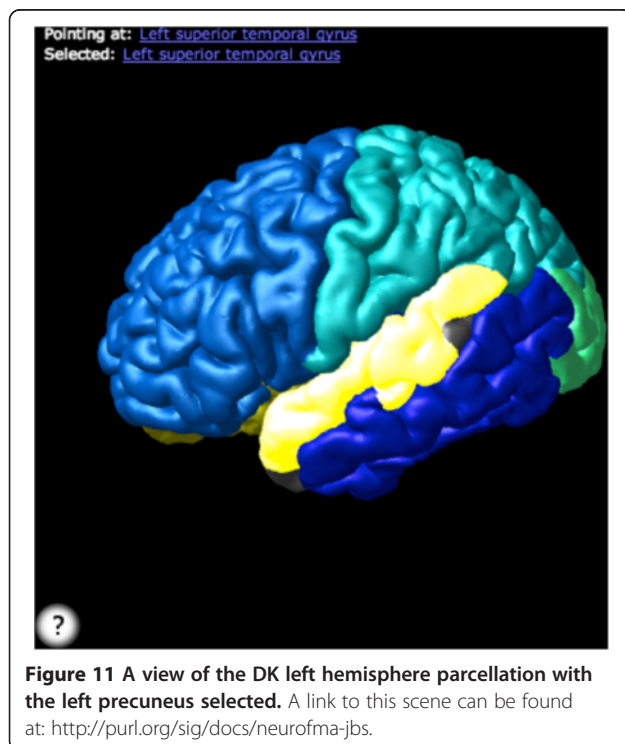 Pointing at: Left superior temporal gyrus
Selected: Left superior temporal gyrus
?
Figure 11 A view of the DK left hemisphere parcellation with
the left precuneus selected. A link to this scene can be found
at: http://purl.org/sig/docs/neurofma-jbs.